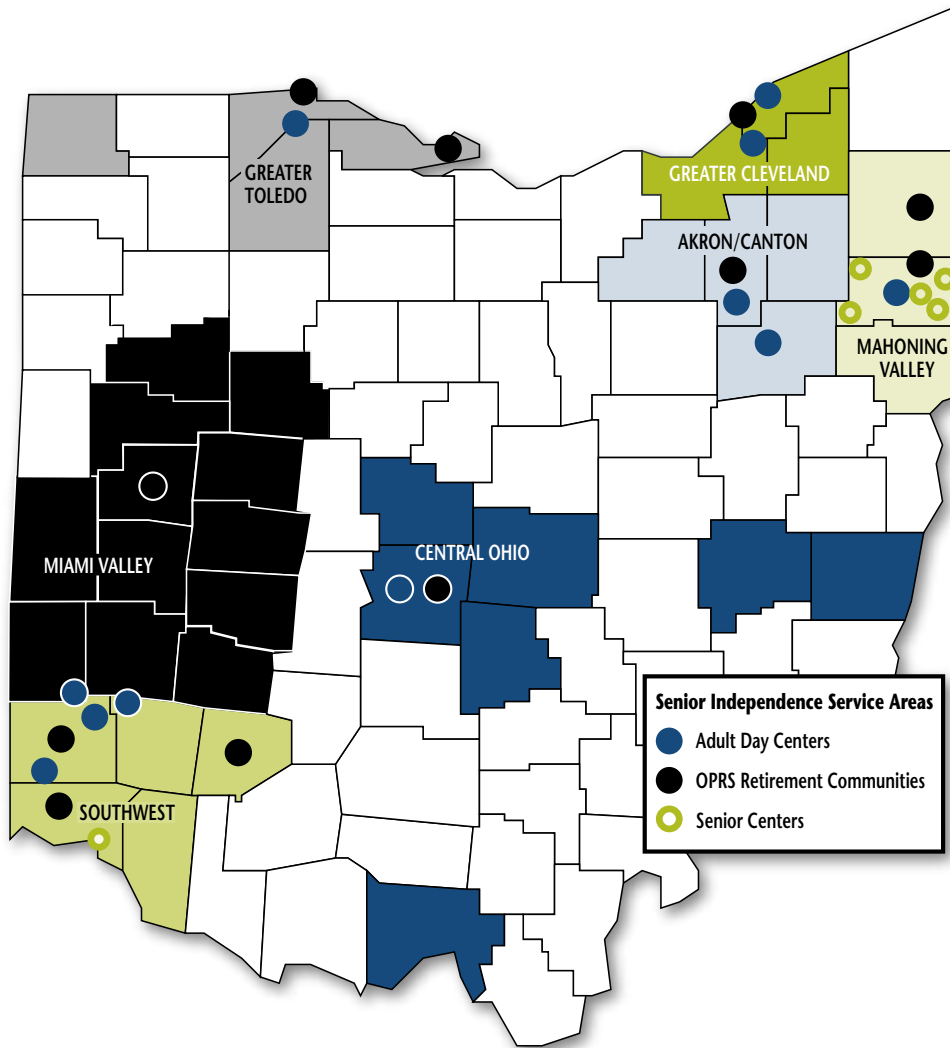 GREATER
TOLEDO
GREATER CLEVELAND
AKRON/CANTON
MAHONING
VALLEY
MIAMI VALLEY
CENTRAL OHIO
SOUTHWEST
Senior Independence Service Areas
Adult Day Centers
OPRS Retirement Communities
Senior Centers